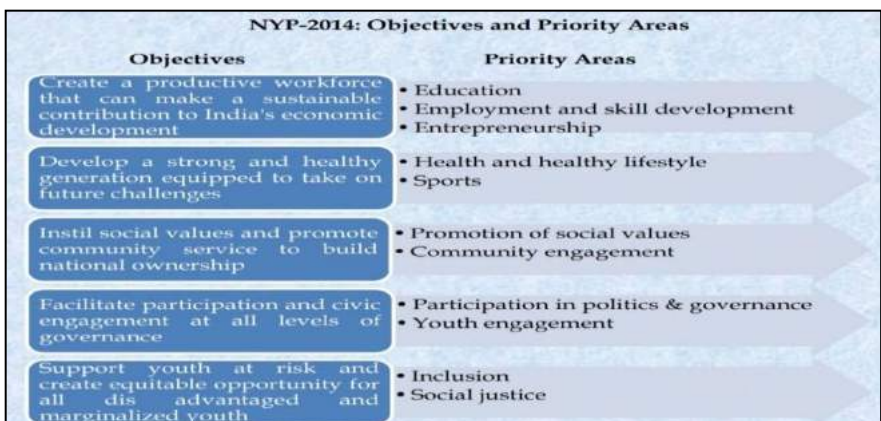 NYP-2014: Objectives and Priority Areas
Objectives
Priority Areas
Create a productive workforce
that can make a sustainable
contribution to India's economic
development
• Education
• Employment and skill development
• Entrepreneurship
Develop a strong and healthy
generation equipped to take on
future challenges
• Health and healthy lifestyle
• Sports
Instil social values and promote
community service to build
national ownership
• Promotion of social values
• Community engagement
Facilitate participation and civic
engagement at all levels of
governance
• Participation in politics & governance
• Youth engagement
Support youth at risk and
create equitable opportunity for
all dis advantaged and
marginalized youth
• Inclusion
• Social justice